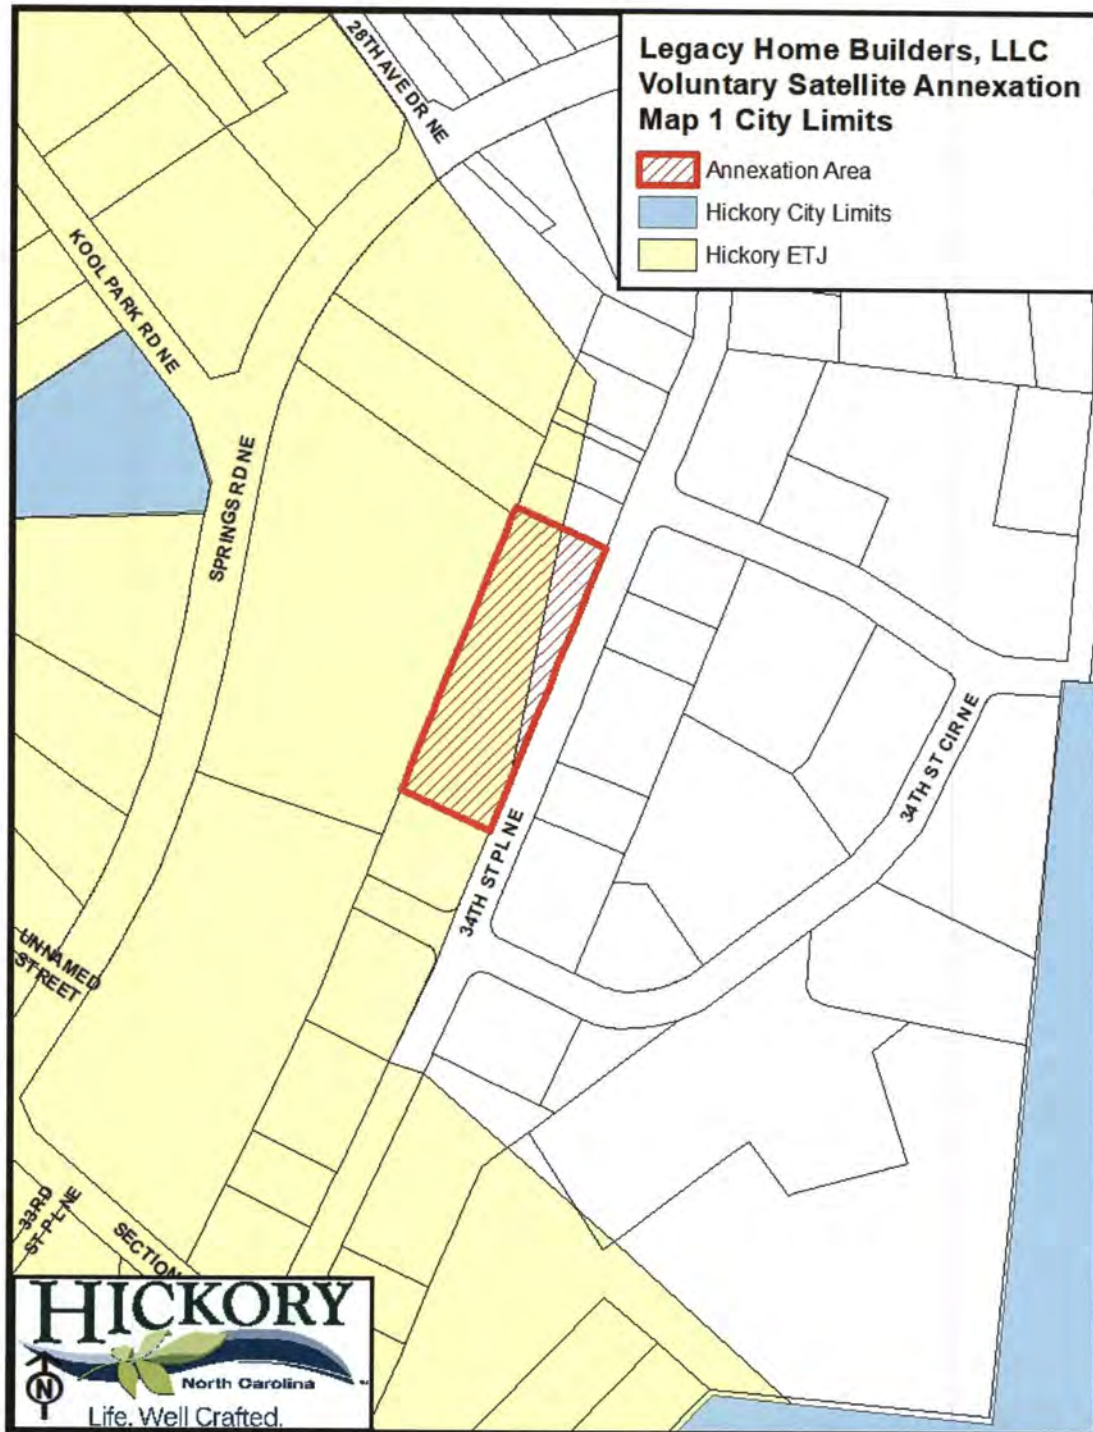 Legacy Home Builders, LLC
Voluntary Satellite Annexation
Map 1 City Limits
Annexation Area
Hickory City Limits
Hickory ETJ
28TH AVE DR NE
KOOL PARK RD NE
SPRINGS RD NE
34TH ST CIR NE
34TH ST PL NE
UNNAMED
STREET
33RD
ST PL NE
SECTION
HICKORY
North Carolina
N
Life. Well Crafted.